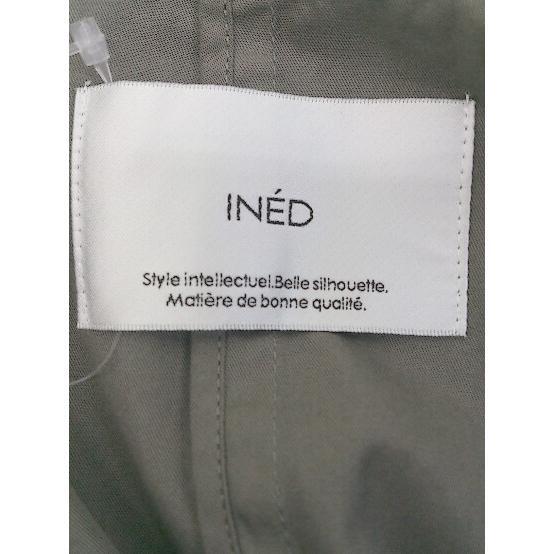 INÉD
Style intellectuel.Belle silhouette.
Matière de bonne qualité.